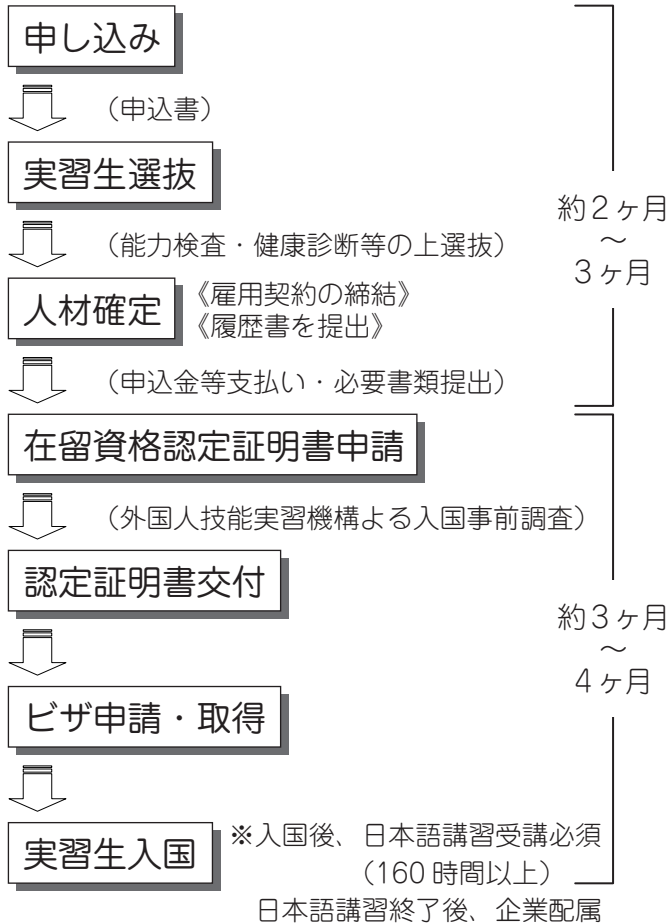 申し込み
（申込書）
実習生選抜
（能力検査・健康診断等の上選抜）
人材確定
《雇用契約の締結》
《履歴書を提出》
（申込金等支払い・必要書類提出）
約２ヶ月
～
３ヶ月
在留資格認定証明書申請
（外国人技能実習機構よる入国事前調査）
認定証明書交付
ビザ申請・取得
実習生入国
※入国後、日本語講習受講必須
（160 時間以上）
日本語講習終了後、企業配属
約３ヶ月
～
４ヶ月